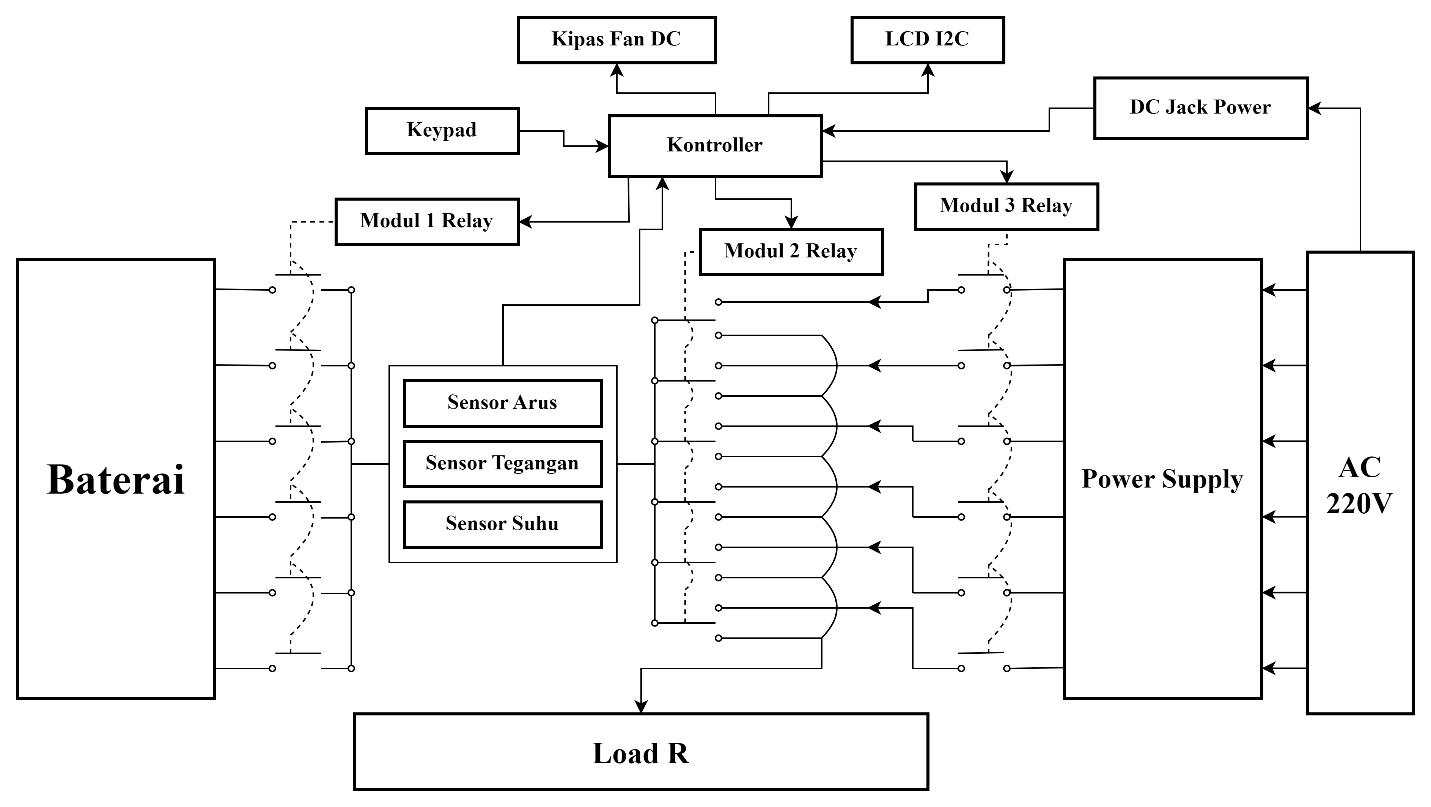 Kipas Fan DC
LCD I2C
DC Jack Power
Keypad
Kontroller
Modul 1 Relay
Modul 2 Relay
Modul 3 Relay
Baterai
Sensor Arus
Sensor Tegangan
Sensor Suhu
Power Supply
AC
220V
Load R